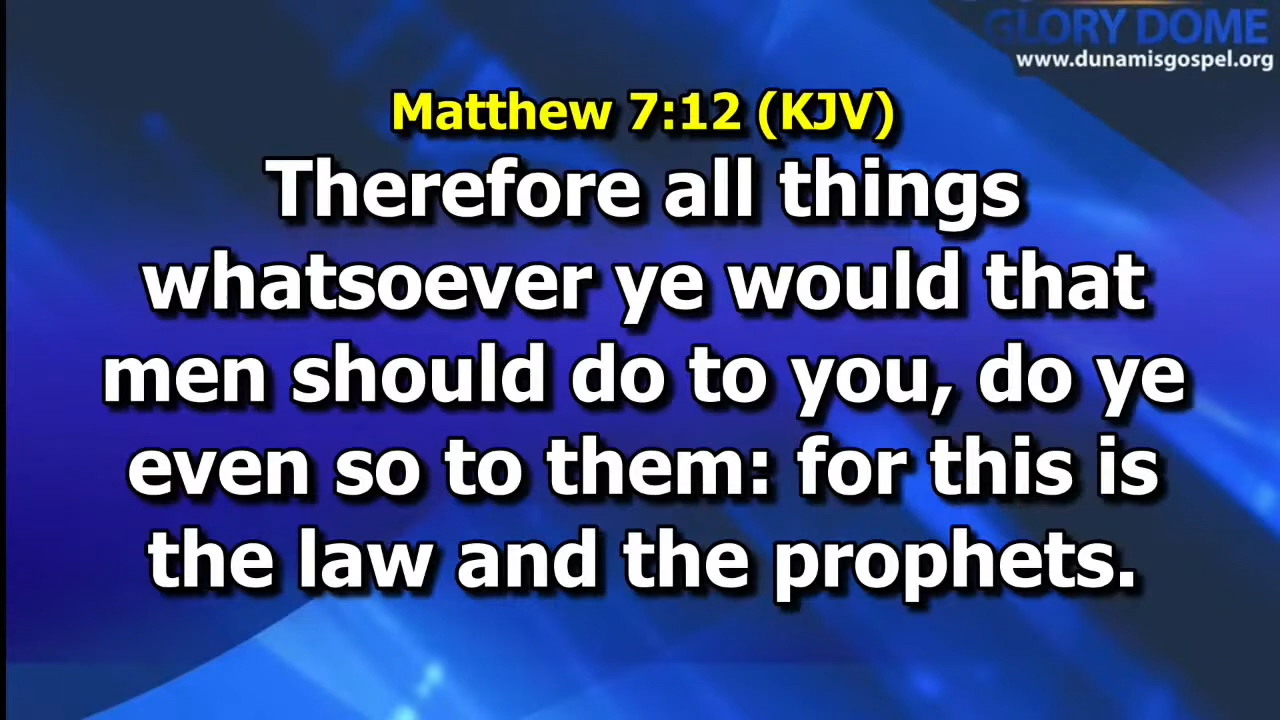 GLORY DOME
www.dunamisgospel.org
Matthew 7:12 (KJV)
Therefore all things
whatsoever ye would that
men should do to you, do ye
even so to them: for this is
the law and the prophets.